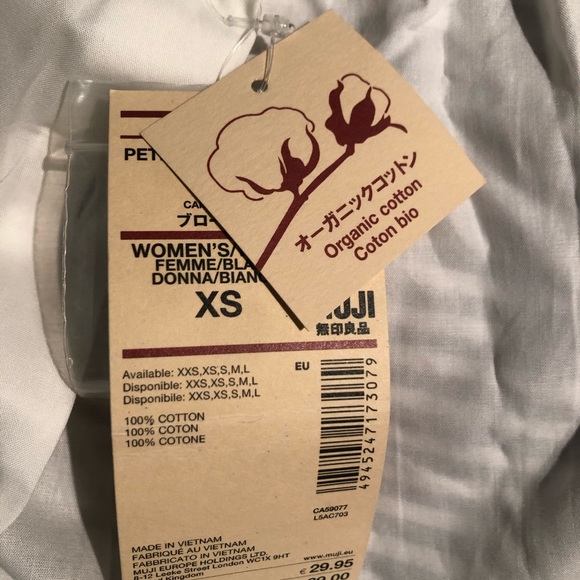 オーガニックコットン
Organic cotton
Coton bio
PET
CA
ブロー
WOMEN'S/
FEMME/BLA
DONNA/BIAN
XS
MUJI
無印良品
Available: XXS,XS,S,M,L
Disponible: XXS,XS,S,M,L
Disponibile: XXS,XS,S,M,L
EU
100% COTTON
100% COTON
100% COTONE
4945247173079
CA59077
L5AC703
MADE IN VIETNAM
FABRIQUÉ AU VIETNAM
FABBRICATO IN VIETNAM
MUJI EUROPE HOLDINGS LTD.
8-12 Leeke Street London WC1X 9HT
Kingdom
www.muji.eu
€ 29.95